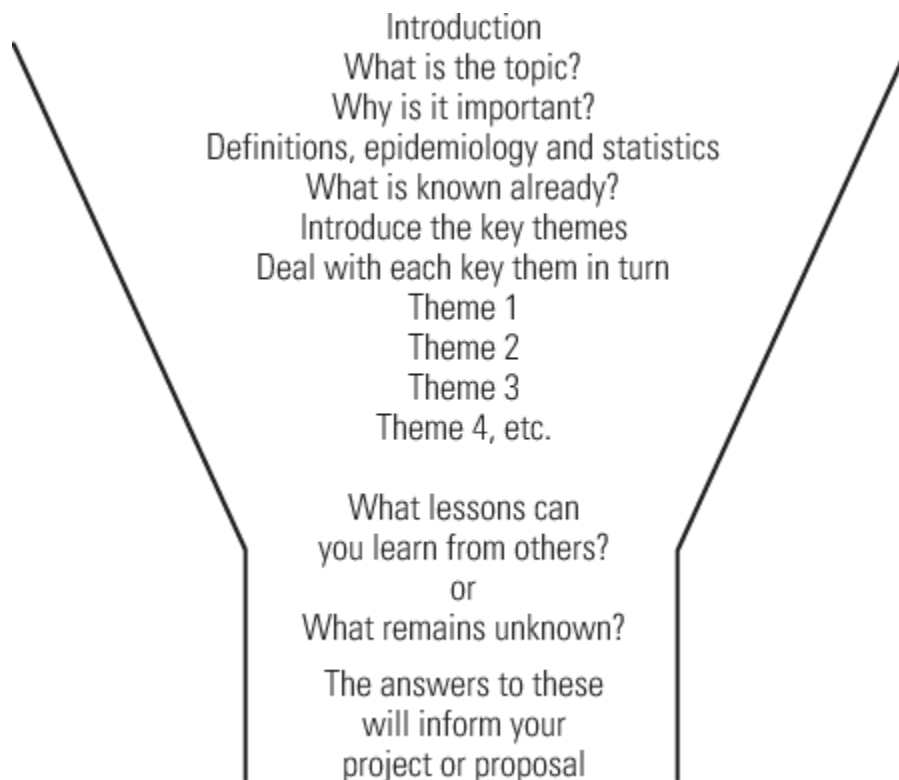 Introduction
What is the topic?
Why is it important?
Definitions, epidemiology and statistics
What is known already?
Introduce the key themes
Deal with each key them in turn
Theme 1
Theme 2
Theme 3
Theme 4, etc.
What lessons can
you learn from others?
or
What remains unknown?
The answers to these
will inform your
project or proposal